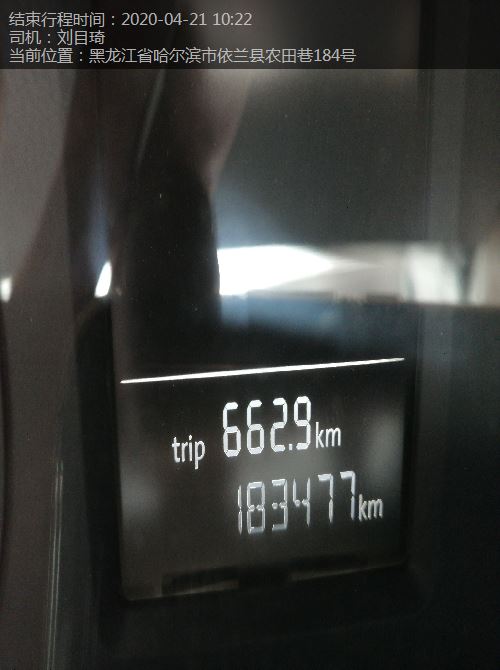 结束行程时间：2020-04-21 10:22
司机：刘目琦
当前位置：黑龙江省哈尔滨市依兰县农田巷184号
trip 662.9km
183477km